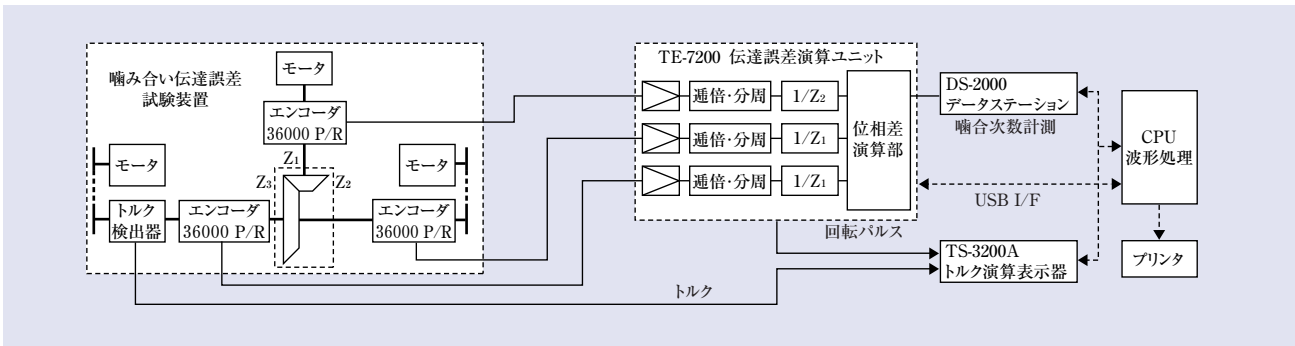 噛み合い伝達誤差
試験装置
モータ
エンコーダ
36000 P/R
Z₁
モータ
モータ
Z₃
Z₂
トルク
検出器
エンコーダ
36000 P/R
エンコーダ
36000 P/R
TE-7200 伝達誤差演算ユニット
逓倍・分周
1/Z₂
逓倍・分周
1/Z₁
逓倍・分周
1/Z₁
位相差
演算部
回転パルス
トルク
DS-2000
データステーション
噛合次数計測
USB I/F
TS-3200A
トルク演算表示器
CPU
波形処理
プリンタ